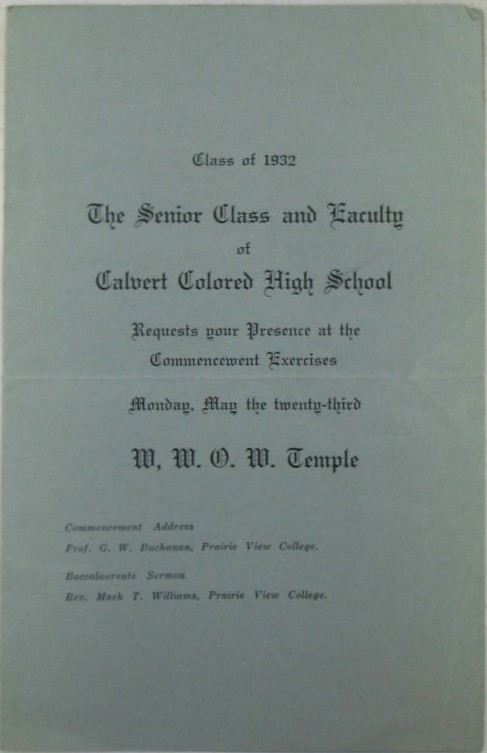 Class of 1932
The Senior Class and Faculty
of
Calvert Colored High School
Requests your Presence at the
Commencement Exercises
Monday, May the twenty-third
W, W. O. W. Temple
Commencement Address
Prof. G. W. Buchanan, Prairie View College.
Baccalaureate Sermon
Rev. Mack T. Williams, Prairie View College.